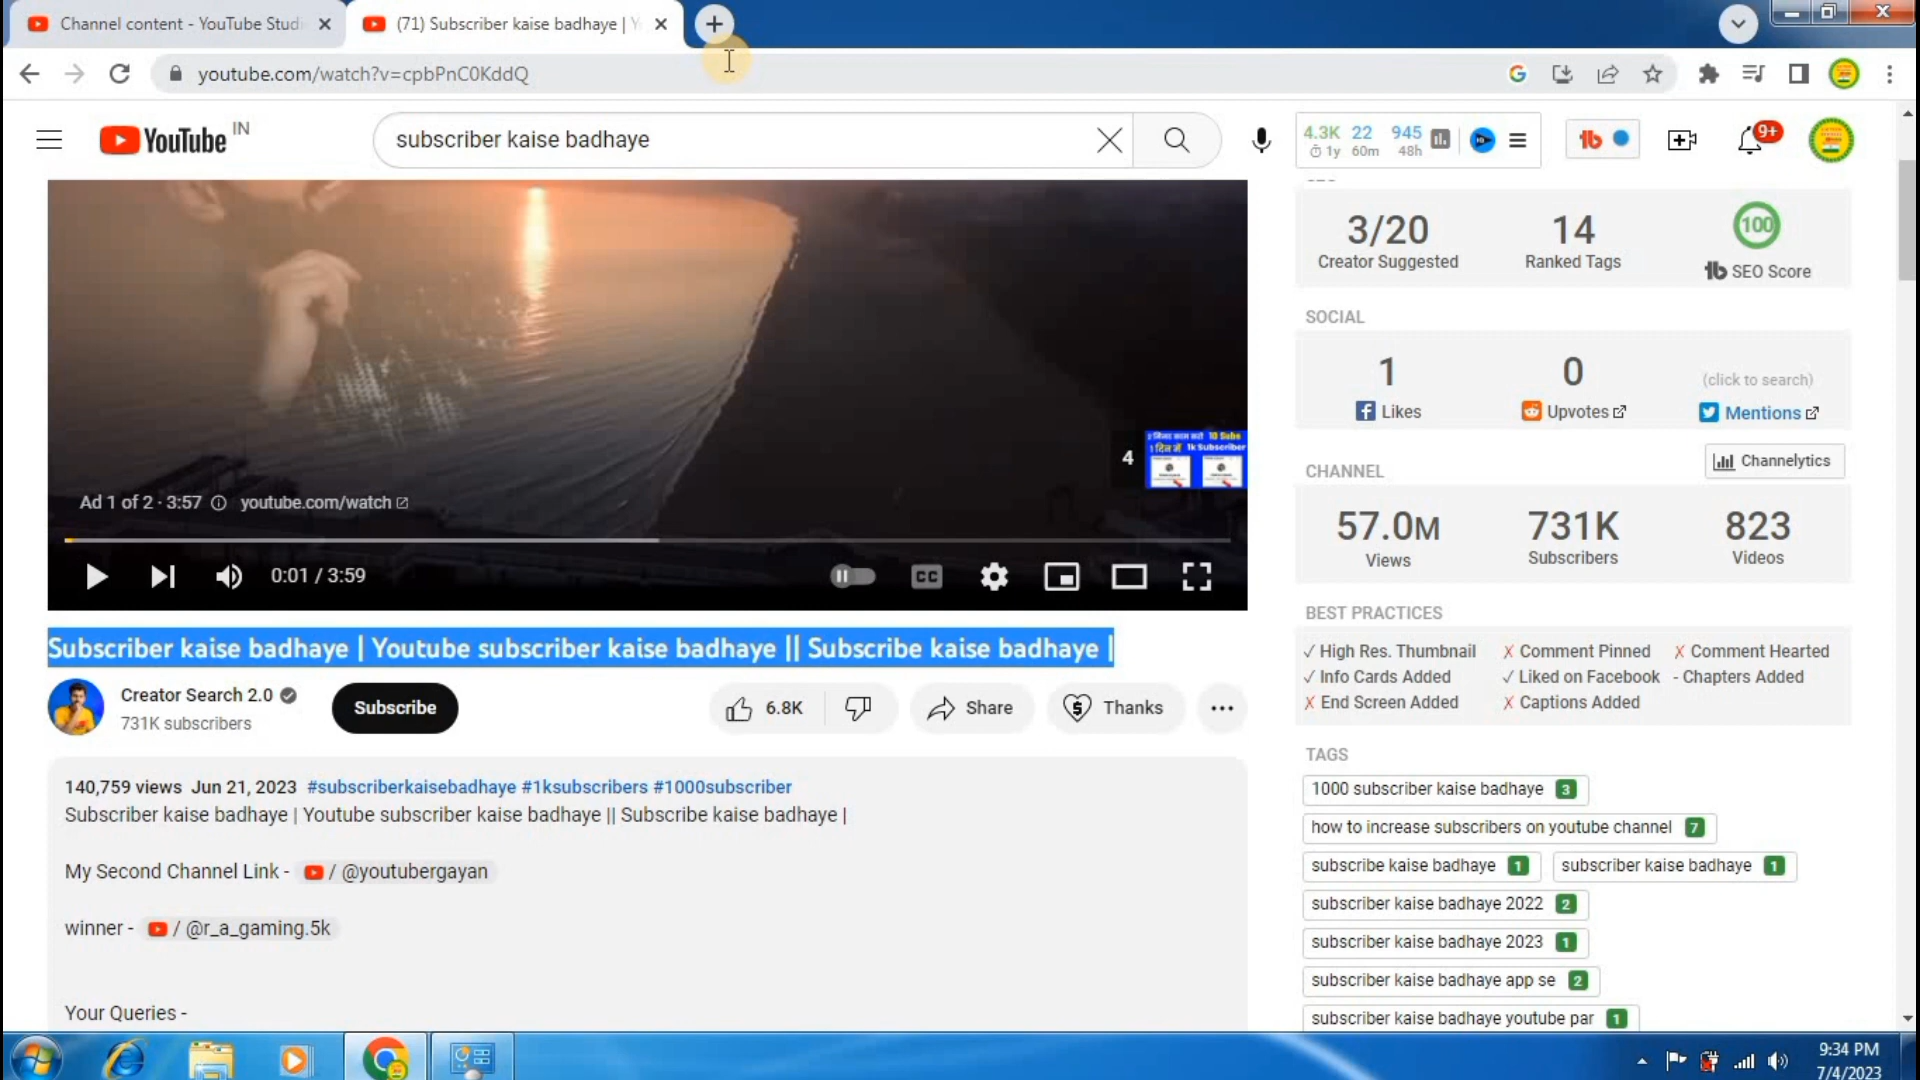 Channel content - YouTube Studi
(71) Subscriber kaise badhaye | Y
youtube.com/watch?v=cpbPnC0KddQ
YouTube IN
subscriber kaise badhaye
4.3K 22 945
1y 60m 48h
9+
3/20 14 100
Creator Suggested Ranked Tags tb SEO Score
SOCIAL
1 0 (click to search)
Likes Upvotes Mentions
4
1k Subscriber
CHANNEL Channelytics
Ad 1 of 2 · 3:57 youtube.com/watch
57.0M 731K 823
Views Subscribers Videos
0:01 / 3:59
CC
BEST PRACTICES
✓ High Res. Thumbnail ✗ Comment Pinned ✗ Comment Hearted
✓ Info Cards Added ✓ Liked on Facebook - Chapters Added
✗ End Screen Added ✗ Captions Added
Subscriber kaise badhaye | Youtube subscriber kaise badhaye || Subscribe kaise badhaye |
Creator Search 2.0
731K subscribers
Subscribe
6.8K Share Thanks
140,759 views Jun 21, 2023 #subscriberkaisebadhaye #1ksubscribers #1000subscriber
Subscriber kaise badhaye | Youtube subscriber kaise badhaye || Subscribe kaise badhaye |
My Second Channel Link - / @youtubergayan
winner - / @r_a_gaming.5k
Your Queries -
TAGS
1000 subscriber kaise badhaye 3
how to increase subscribers on youtube channel 7
subscribe kaise badhaye 1 subscriber kaise badhaye 1
subscriber kaise badhaye 2022 2
subscriber kaise badhaye 2023 1
subscriber kaise badhaye app se 2
subscriber kaise badhaye youtube par 1
9:34 PM
7/4/2023